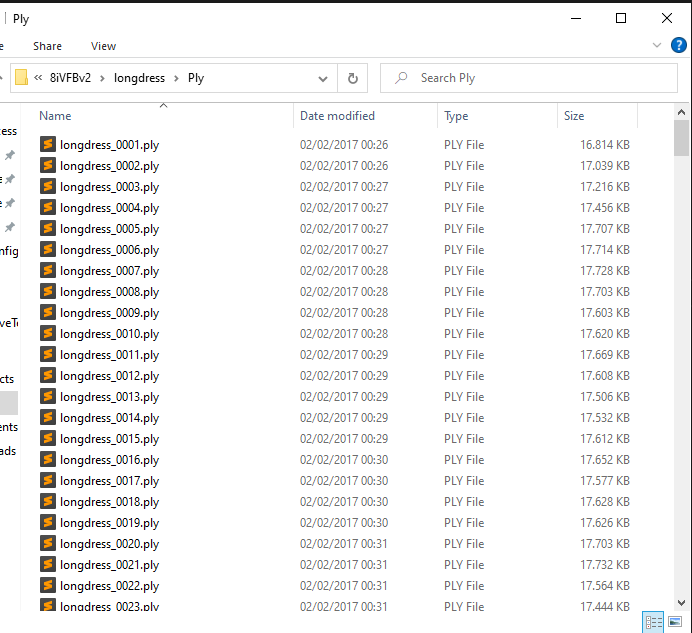 Ply
e Share View
« 8iVFBv2 › longdress › Ply Search Ply
Name Date modified Type Size
longdress_0001.ply 02/02/2017 00:26 PLY File 16.814 KB
longdress_0002.ply 02/02/2017 00:26 PLY File 17.039 KB
longdress_0003.ply 02/02/2017 00:27 PLY File 17.216 KB
longdress_0004.ply 02/02/2017 00:27 PLY File 17.456 KB
longdress_0005.ply 02/02/2017 00:27 PLY File 17.707 KB
longdress_0006.ply 02/02/2017 00:27 PLY File 17.714 KB
longdress_0007.ply 02/02/2017 00:28 PLY File 17.728 KB
longdress_0008.ply 02/02/2017 00:28 PLY File 17.703 KB
longdress_0009.ply 02/02/2017 00:28 PLY File 17.603 KB
longdress_0010.ply 02/02/2017 00:28 PLY File 17.620 KB
longdress_0011.ply 02/02/2017 00:29 PLY File 17.669 KB
longdress_0012.ply 02/02/2017 00:29 PLY File 17.608 KB
longdress_0013.ply 02/02/2017 00:29 PLY File 17.506 KB
longdress_0014.ply 02/02/2017 00:29 PLY File 17.532 KB
longdress_0015.ply 02/02/2017 00:29 PLY File 17.612 KB
longdress_0016.ply 02/02/2017 00:30 PLY File 17.652 KB
longdress_0017.ply 02/02/2017 00:30 PLY File 17.577 KB
longdress_0018.ply 02/02/2017 00:30 PLY File 17.628 KB
longdress_0019.ply 02/02/2017 00:30 PLY File 17.626 KB
longdress_0020.ply 02/02/2017 00:31 PLY File 17.703 KB
longdress_0021.ply 02/02/2017 00:31 PLY File 17.732 KB
longdress_0022.ply 02/02/2017 00:31 PLY File 17.564 KB
longdress_0023.ply 02/02/2017 00:31 PLY File 17.444 KB
cess
nfig
veTo
cts
ents
ads